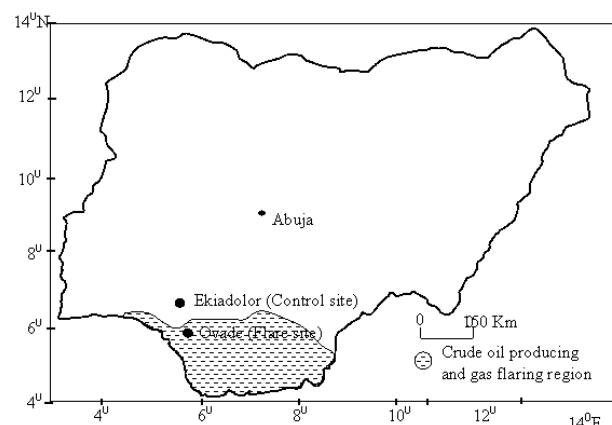 14⁰N
12⁰
10⁰
8⁰
6⁰
4⁰
Abuja
Ekiadolor (Control site)
Ovade (Flare site)
0 150 Km
Crude oil producing
and gas flaring region
4⁰ 6⁰ 8⁰ 10⁰ 12⁰ 14⁰E